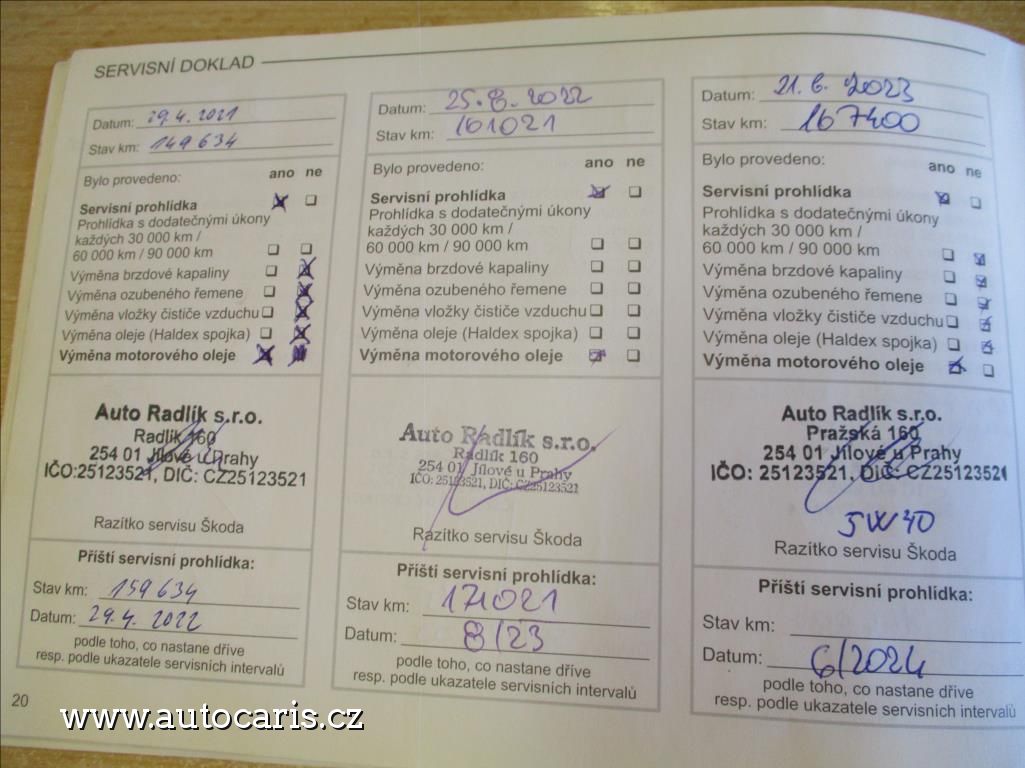 SERVISNÍ DOKLAD
Datum: 29.4. 2021
Stav km: 149 634
Bylo provedeno: ano ne
Servisní prohlídka
Prohlídka s dodatečnými úkony
každých 30 000 km /
60 000 km / 90 000 km
Výměna brzdové kapaliny
Výměna ozubeného řemene
Výměna vložky čističe vzduchu
Výměna oleje (Haldex spojka)
Výměna motorového oleje
Auto Radlík s.r.o.
Radlík 160
254 01 Jílové u Prahy
IČO:25123521, DIČ: CZ25123521
Razítko servisu Škoda
Příští servisní prohlídka:
Stav km: 159634
Datum: 29.4. 2022
podle toho, co nastane dříve
resp. podle ukazatele servisních intervalů
Datum: 25.8. 2022
Stav km: 161021
Bylo provedeno: ano ne
Servisní prohlídka
Prohlídka s dodatečnými úkony
každých 30 000 km /
60 000 km / 90 000 km
Výměna brzdové kapaliny
Výměna ozubeného řemene
Výměna vložky čističe vzduchu
Výměna oleje (Haldex spojka)
Výměna motorového oleje
Auto Radlík s.r.o.
Radlík 160
254 01 Jílové u Prahy
IČO: 25123521, DIČ: CZ25123521
Razítko servisu Škoda
Příští servisní prohlídka:
Stav km: 171021
Datum: 8/23
podle toho, co nastane dříve
resp. podle ukazatele servisních intervalů
Datum: 21.6. 2023
Stav km: 167400
Bylo provedeno: ano ne
Servisní prohlídka
Prohlídka s dodatečnými úkony
každých 30 000 km /
60 000 km / 90 000 km
Výměna brzdové kapaliny
Výměna ozubeného řemene
Výměna vložky čističe vzduchu
Výměna oleje (Haldex spojka)
Výměna motorového oleje
Auto Radlík s.r.o.
Pražská 160
254 01 Jílové u Prahy
IČO: 25123521, DIČ: CZ25123521
5W40
Razítko servisu Škoda
Příští servisní prohlídka:
Stav km:
Datum: 6/2024
podle toho, co nastane dříve
resp. podle ukazatele servisních intervalů
20
www.autocaris.cz